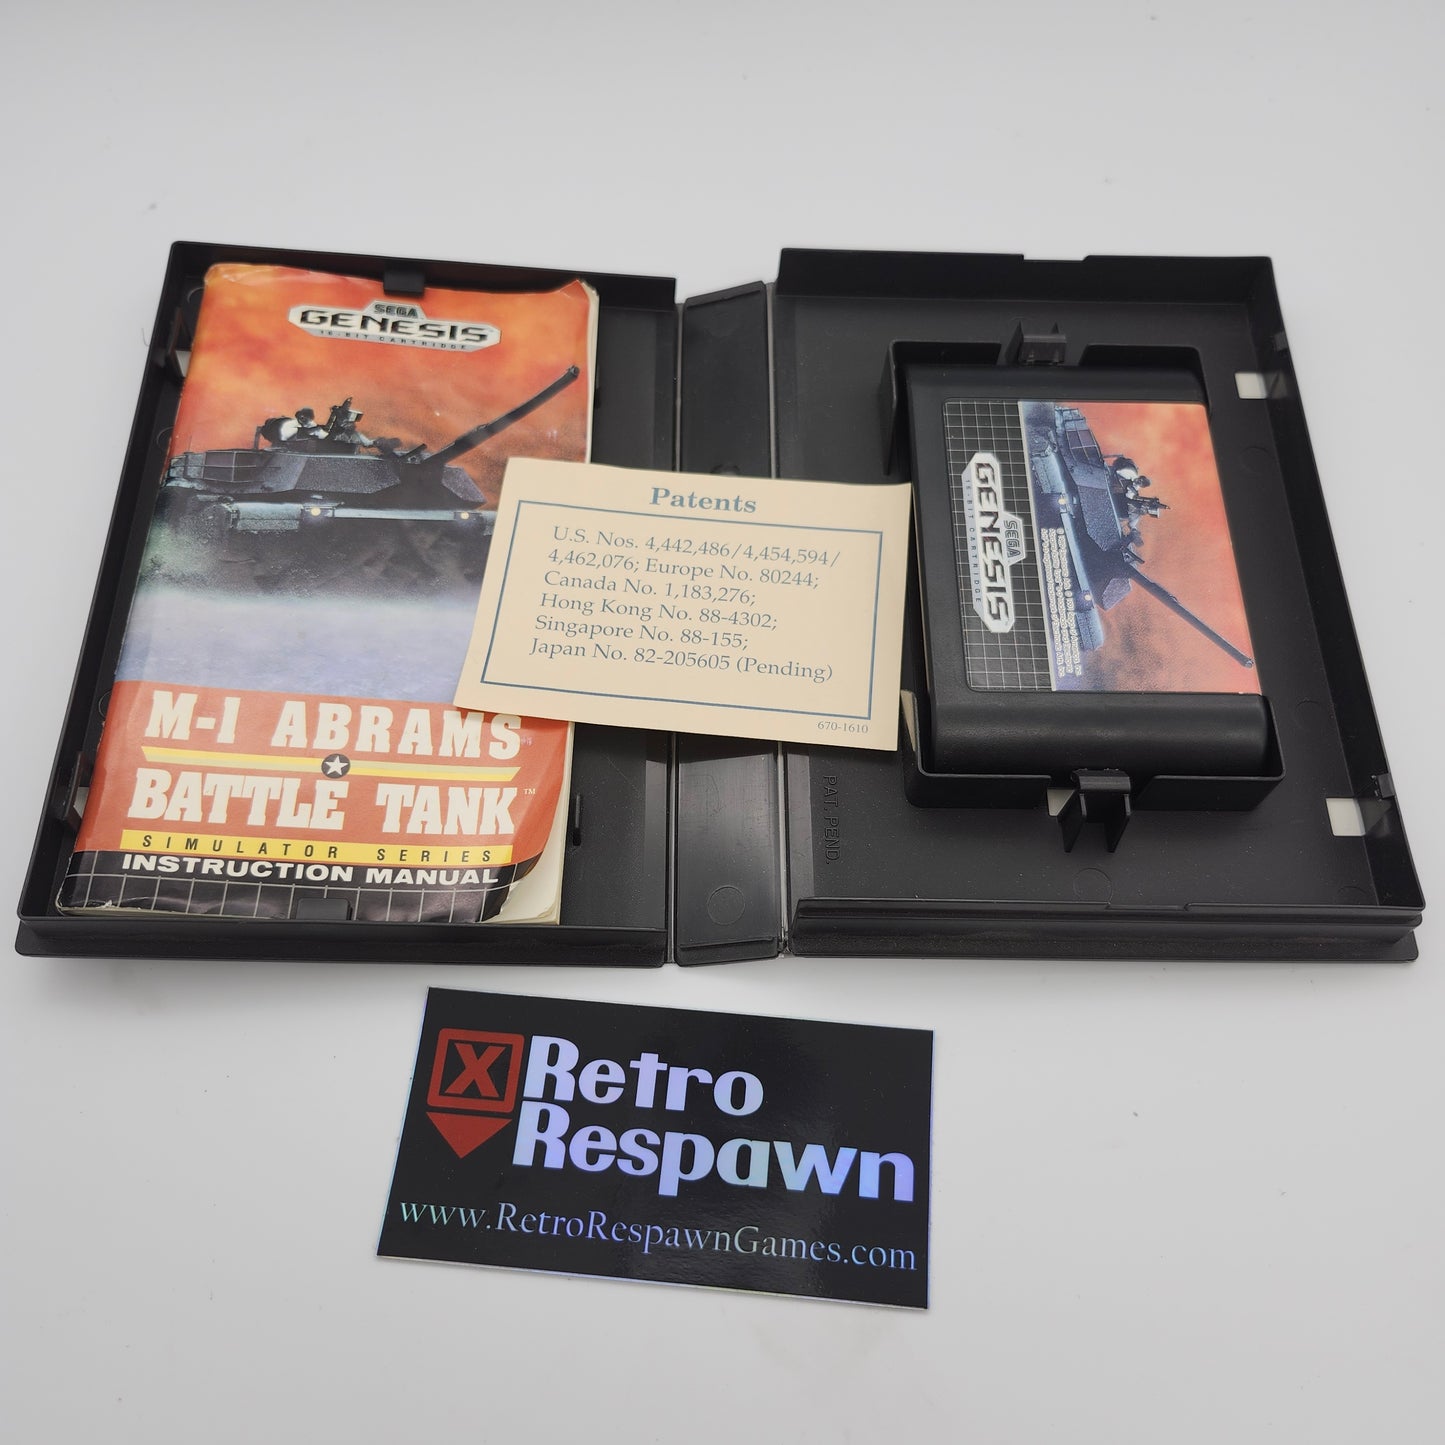 SEGA
GENESIS
16-BIT CARTRIDGE
M-1 ABRAMS
BATTLE TANK™
SIMULATOR SERIES
INSTRUCTION MANUAL
Patents
U.S. Nos. 4,442,486/4,454,594/
4,462,076; Europe No. 80244;
Canada No. 1,183,276;
Hong Kong No. 88-4302;
Singapore No. 88-155;
Japan No. 82-205605 (Pending)
670-1610
SEGA
GENESIS
16-BIT CARTRIDGE
PAT. PEND.
X Retro
Respawn
www.RetroRespawnGames.com